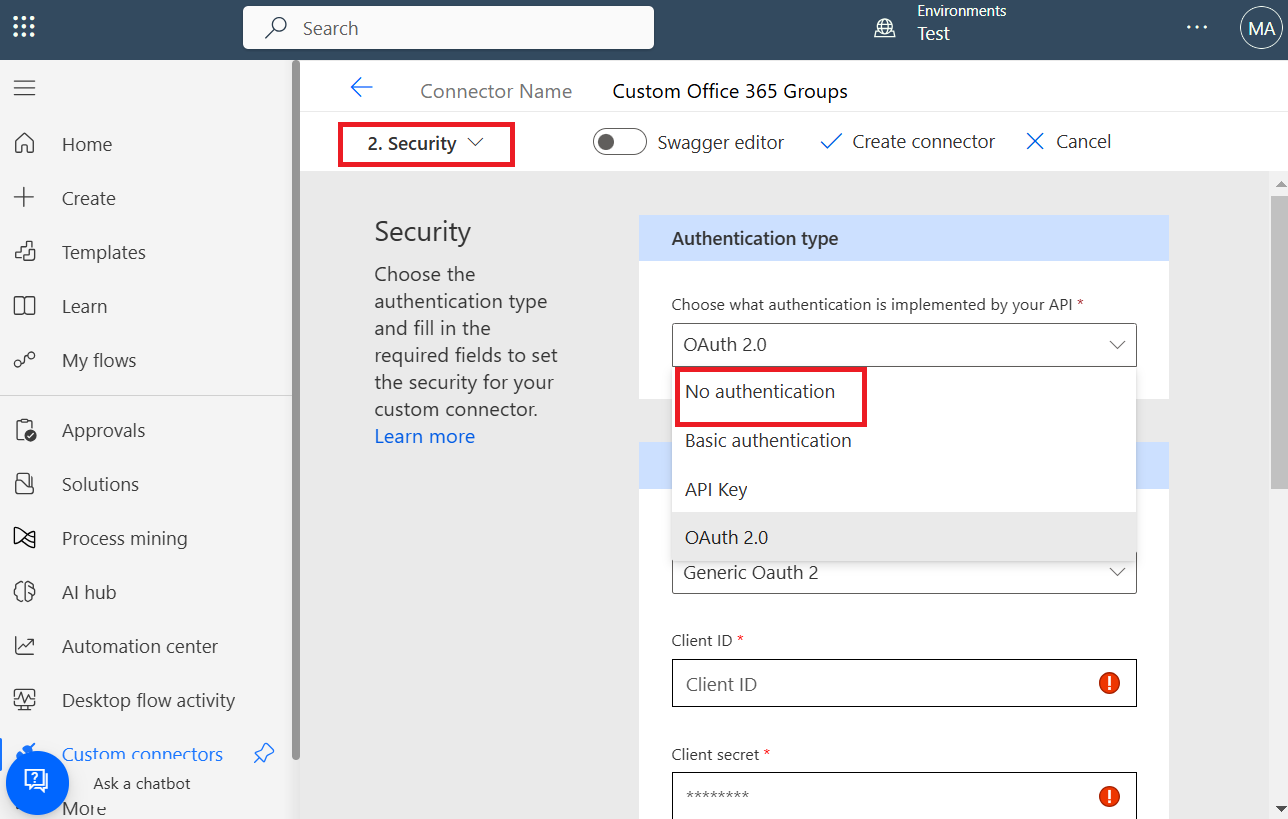 Search
Environments
Test
MA
Home
Create
Templates
Learn
My flows
Approvals
Solutions
Process mining
AI hub
Automation center
Desktop flow activity
Custom connectors
Ask a chatbot
More
Connector Name
Custom Office 365 Groups
2. Security
Swagger editor
Create connector
Cancel
Security
Choose the
authentication type
and fill in the
required fields to set
the security for your
custom connector.
Learn more
Authentication type
Choose what authentication is implemented by your API *
OAuth 2.0
No authentication
Basic authentication
API Key
OAuth 2.0
Generic Oauth 2
Client ID *
Client ID
Client secret *
********